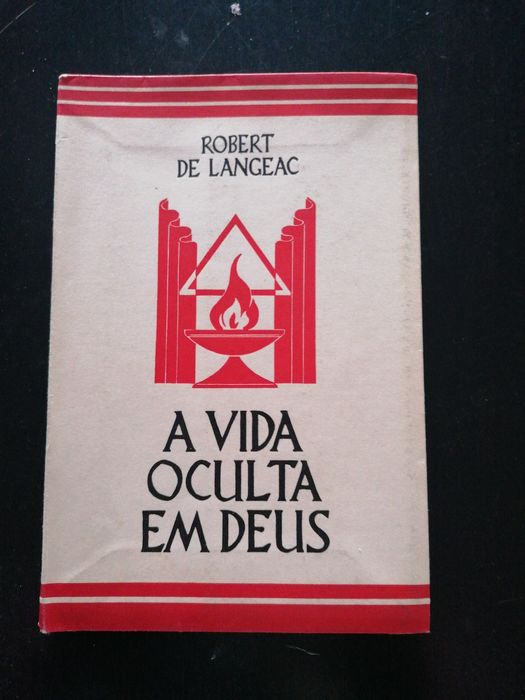 ROBERT
DE LANGEAC
A VIDA
OCULTA
EM DEUS